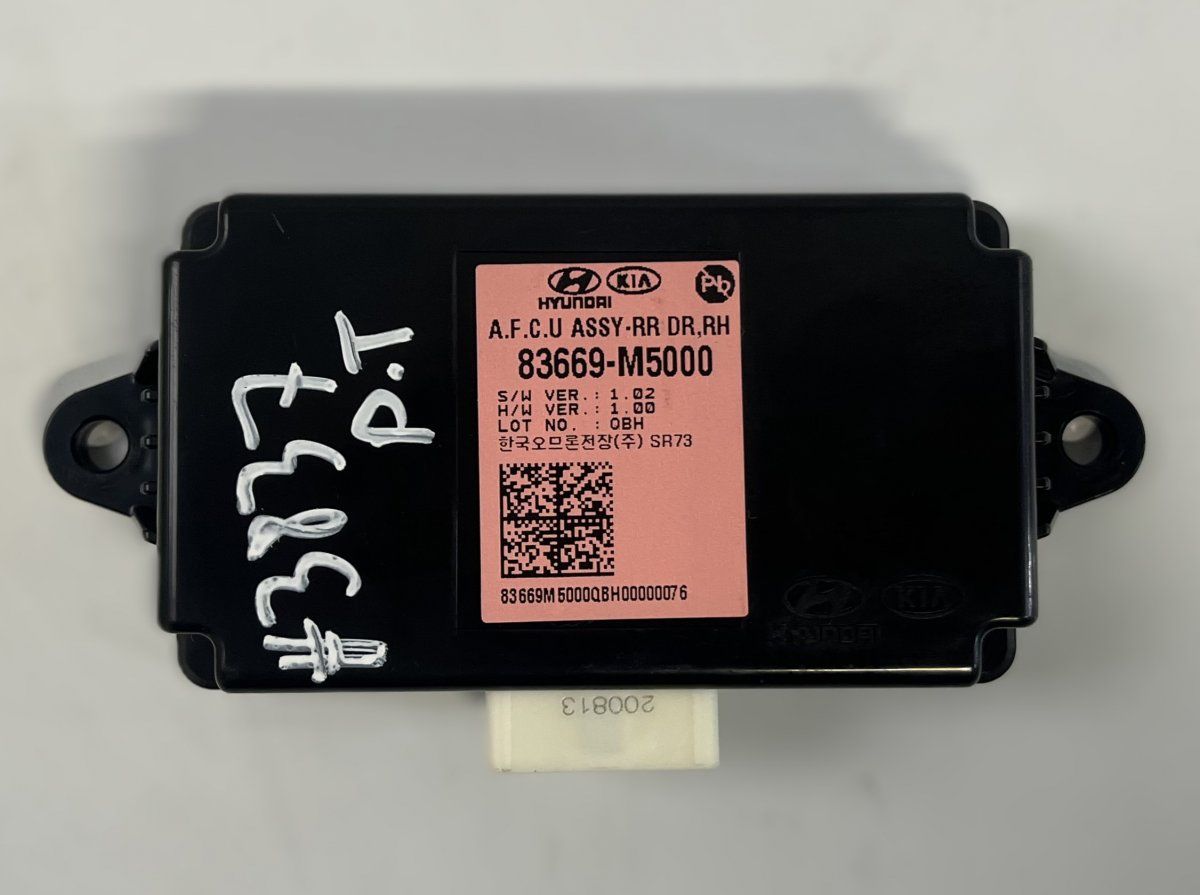 HYUNDAI KIA Pb
A.F.C.U ASSY-RR DR,RH
83669-M5000
S/W VER.: 1.02
H/W VER.: 1.00
LOT NO. : QBH
한국오므론전장(주) SR73
83669M5000QBH00000076
3837
P.T
HYUNDAI KIA
200813